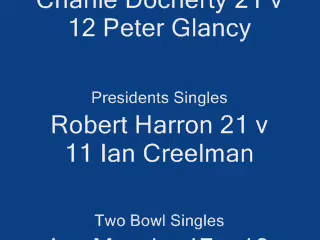 Charlie Docherty 21 v
12 Peter Glancy
Presidents Singles
Robert Harron 21 v
11 Ian Creelman
Two Bowl Singles